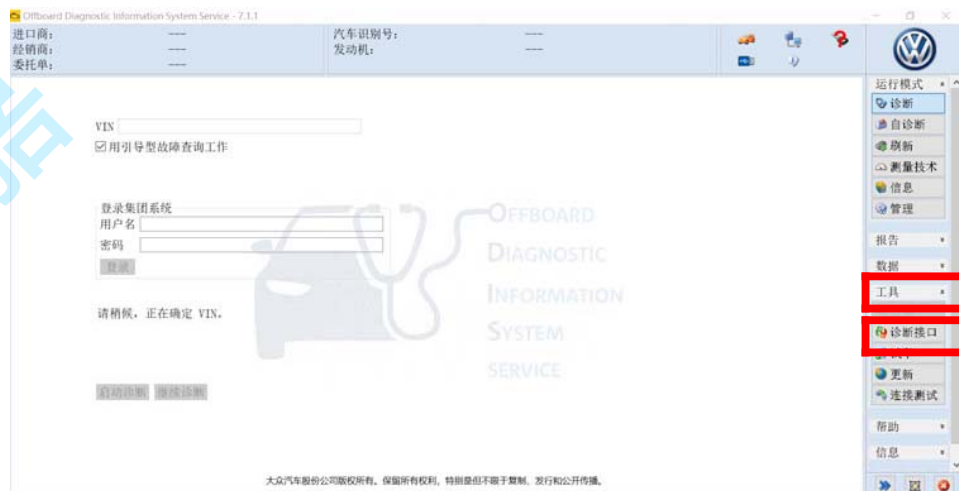 Offboard Diagnostic Information System Service - 7.1.1
进口商: ---
经销商: ---
委托单: ---
汽车识别号: ---
发动机: ---
VIN
用引导型故障查询工作
登录集团系统
用户名
密码
登录
请稍候，正在确定 VIN。
启动诊断 继续诊断
OFFBOARD
DIAGNOSTIC
INFORMATION
SYSTEM
SERVICE
运行模式
诊断
自诊断
刷新
测量技术
信息
管理
报告
数据
工具
诊断接口
更新
连接测试
帮助
信息
大众汽车股份公司版权所有。保留所有权利，特别是但不限于复制、发行和公开传播。